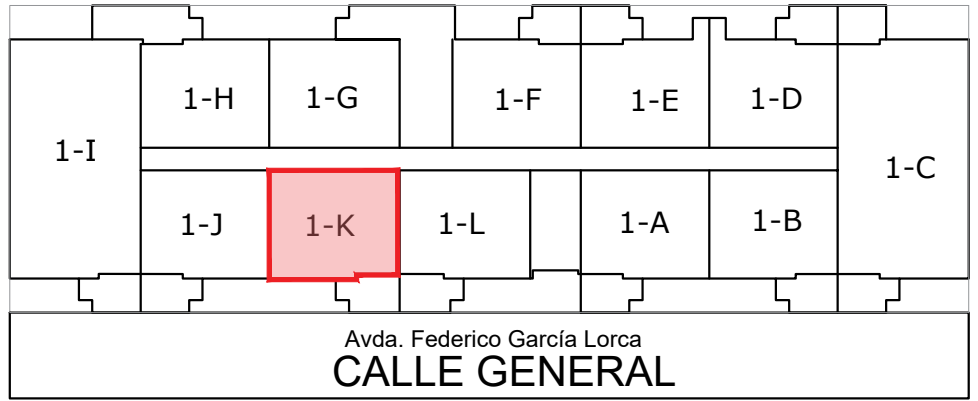 1-H
1-G
1-F
1-E
1-D
1-I
1-C
1-J
1-K
1-L
1-A
1-B
Avda. Federico García Lorca
CALLE GENERAL